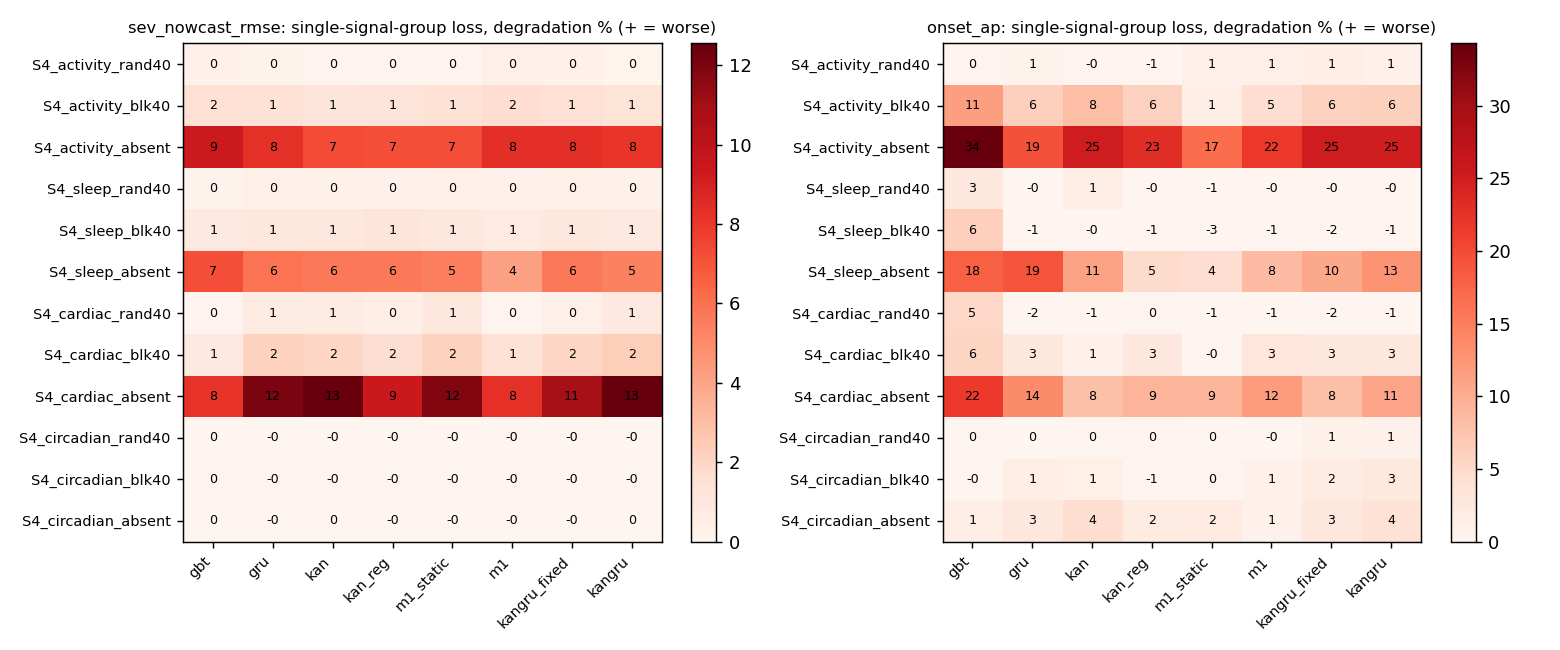 sev_nowcast_rmse: single-signal-group loss, degradation % (+ = worse)
S4_activity_rand40 0 0 0 0 0 0 0 0
S4_activity_blk40 2 1 1 1 1 2 1 1
S4_activity_absent 9 8 7 7 7 8 8 8
S4_sleep_rand40 0 0 0 0 0 0 0 0
S4_sleep_blk40 1 1 1 1 1 1 1 1
S4_sleep_absent 7 6 6 6 5 4 6 5
S4_cardiac_rand40 0 1 1 0 1 0 0 1
S4_cardiac_blk40 1 2 2 2 2 1 2 2
S4_cardiac_absent 8 12 13 9 12 8 11 13
S4_circadian_rand40 0 -0 -0 -0 -0 -0 -0 -0
S4_circadian_blk40 0 -0 -0 -0 -0 -0 -0 -0
S4_circadian_absent 0 -0 0 -0 -0 -0 -0 0
gbt gru kan kan_reg m1_static m1 kangru_fixed kangru
12
10
8
6
4
2
0
onset_ap: single-signal-group loss, degradation % (+ = worse)
S4_activity_rand40 0 1 -0 -1 1 1 1 1
S4_activity_blk40 11 6 8 6 1 5 6 6
S4_activity_absent 34 19 25 23 17 22 25 25
S4_sleep_rand40 3 -0 1 -0 -1 -0 -0 -0
S4_sleep_blk40 6 -1 -0 -1 -3 -1 -2 -1
S4_sleep_absent 18 19 11 5 4 8 10 13
S4_cardiac_rand40 5 -2 -1 0 -1 -1 -2 -1
S4_cardiac_blk40 6 3 1 3 -0 3 3 3
S4_cardiac_absent 22 14 8 9 9 12 8 11
S4_circadian_rand40 0 0 0 0 0 -0 1 1
S4_circadian_blk40 -0 1 1 -1 0 1 2 3
S4_circadian_absent 1 3 4 2 2 1 3 4
gbt gru kan kan_reg m1_static m1 kangru_fixed kangru
30
25
20
15
10
5
0